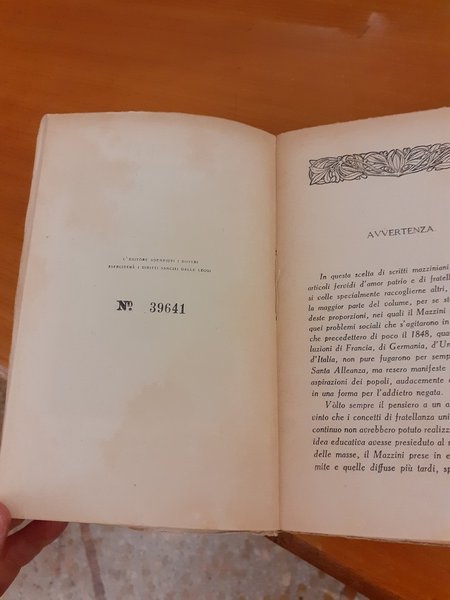 L'EDITORE ADEMPIUTI I DOVERI
ESERCITERÀ I DIRITTI SANCITI DALLE LEGGI
No. 39641
AVVERTENZA.
In questa scelta di scritti mazziniani
articoli fervidi d'amor patrio e di fratella
si volle specialmente raccoglierne altri,
la maggior parte del volume, per se st
deste proporzioni, nei quali il Mazzini
quei problemi sociali che s'agitarono in
che precedettero di poco il 1848,
luzioni di Francia, di Germania, d'Un
d'Italia, non pure fugarono per semp
Santa Alleanza, ma resero manifeste
aspirazioni dei popoli, audacemente a
in una forma per l'addietro negata.
Vòlto sempre il pensiero a un a
vinto che i concetti di fratellanza uni
continuo non avrebbero potuto realizz
idea educativa avesse presieduto al
delle masse, il Mazzini prese in e
mite e quelle diffuse più tardi, sp